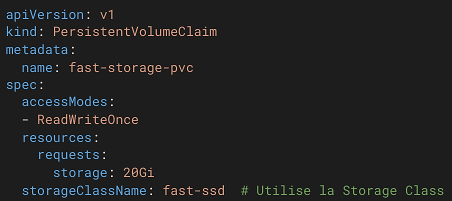 apiVersion: v1
kind: PersistentVolumeClaim
metadata:
  name: fast-storage-pvc
spec:
  accessModes:
  - ReadWriteOnce
  resources:
    requests:
      storage: 20Gi
  storageClassName: fast-ssd  # Utilise la Storage Class